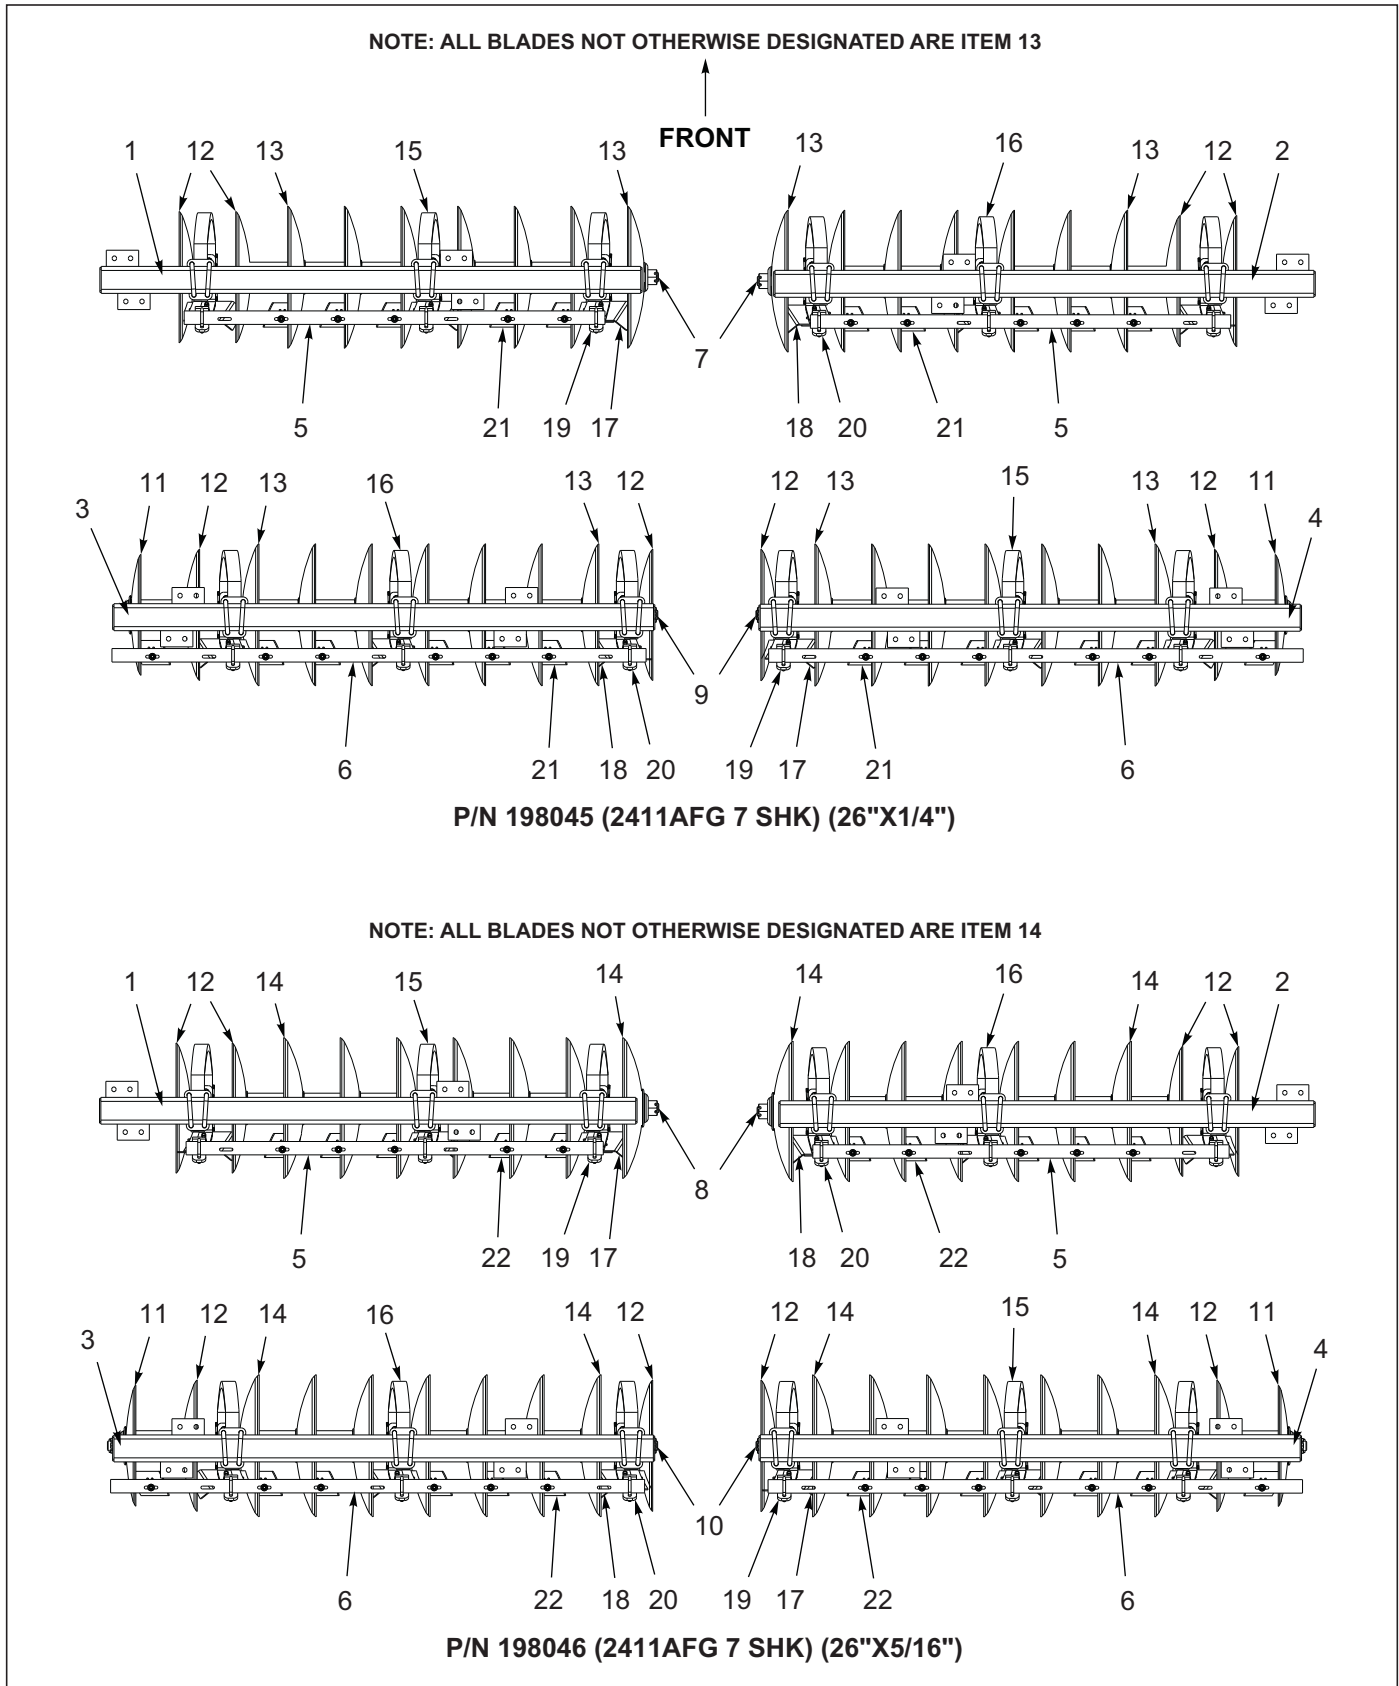 NOTE: ALL BLADES NOT OTHERWISE DESIGNATED ARE ITEM 13
FRONT
1 12 13 15 13 13 16 13 12 2
7
5 21 19 17 18 20 21 5
3 11 12 13 16 13 12 12 13 15 13 12 11 4
9
6 21 18 20 19 17 21 6
P/N 198045 (2411AFG 7 SHK) (26"X1/4")
NOTE: ALL BLADES NOT OTHERWISE DESIGNATED ARE ITEM 14
1 12 14 15 14 14 16 14 12 2
8
5 22 19 17 18 20 22 5
3 11 12 14 16 14 12 12 14 15 14 12 11 4
10
6 22 18 20 19 17 22 6
P/N 198046 (2411AFG 7 SHK) (26"X5/16")